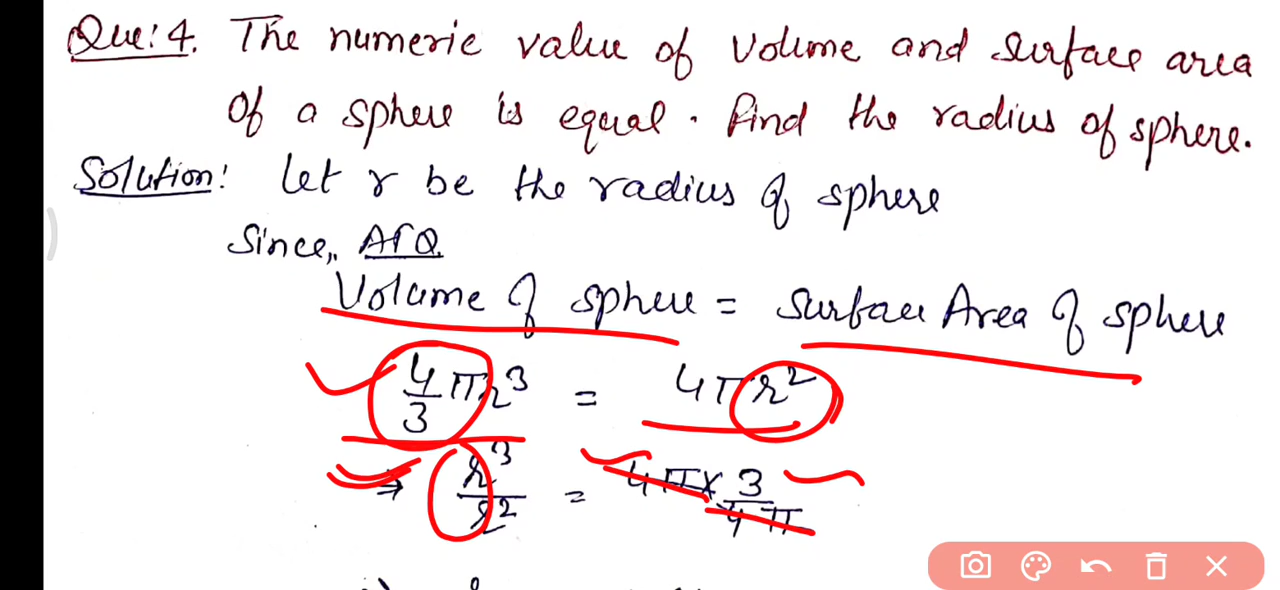 Que: 4. The numeric value of volume and surface area
of a sphere is equal. find the radius of sphere.
Solution: let r be the radius of sphere
Since,, ATQ
Volume of sphere = Surface Area of sphere
4/3 πr³ = 4πr²
⇒ r³/r² = 4π × 3/4π